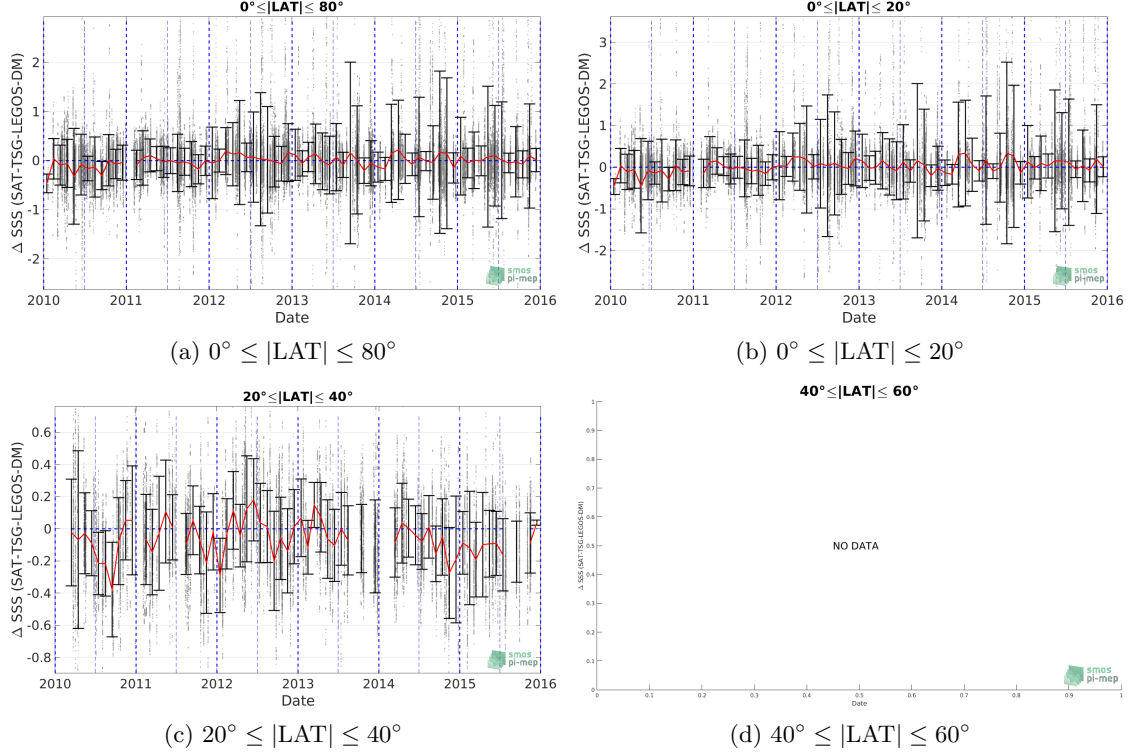 0°≤|LAT|≤ 80°
Δ SSS (SAT-TSG-LEGOS-DM)
2
1
0
-1
-2
2010 2011 2012 2013 2014 2015 2016
Date
smos
pi-mep
(a) 0° ≤ |LAT| ≤ 80°
0°≤|LAT|≤ 20°
Δ SSS (SAT-TSG-LEGOS-DM)
3
2
1
0
-1
-2
2010 2011 2012 2013 2014 2015 2016
Date
smos
pi-mep
(b) 0° ≤ |LAT| ≤ 20°
20°≤|LAT|≤ 40°
Δ SSS (SAT-TSG-LEGOS-DM)
0.6
0.4
0.2
0
-0.2
-0.4
-0.6
-0.8
2010 2011 2012 2013 2014 2015 2016
Date
smos
pi-mep
(c) 20° ≤ |LAT| ≤ 40°
40°≤|LAT|≤ 60°
Δ SSS (SAT-TSG-LEGOS-DM)
1
0.9
0.8
0.7
0.6
0.5
0.4
0.3
0.2
0.1
0
NO DATA
0 0.1 0.2 0.3 0.4 0.5 0.6 0.7 0.8 0.9 1
Date
smos
pi-mep
(d) 40° ≤ |LAT| ≤ 60°